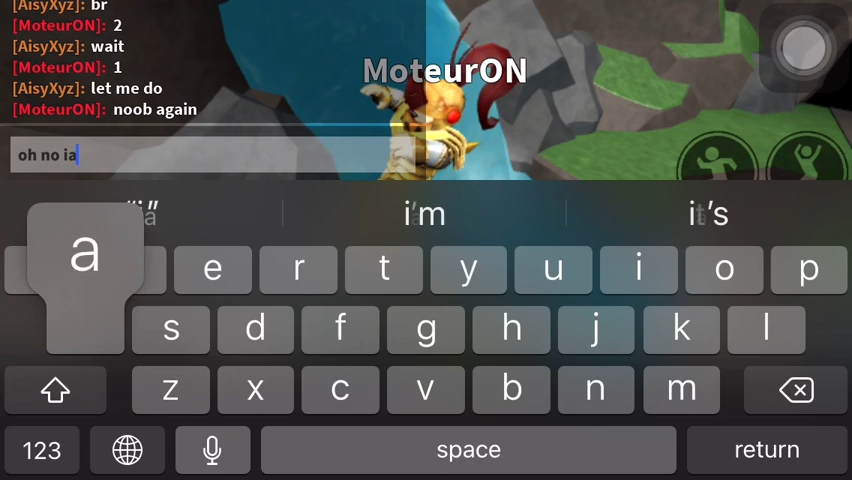 [AisyXyz]: br
[MoteurON]: 2
[AisyXyz]: wait
[MoteurON]: 1
[AisyXyz]: let me do
[MoteurON]: noob again
MoteurON
oh no ia
i'm
it's
e r t y u i o p
a s d f g h j k l
z x c v b n m
123 space return